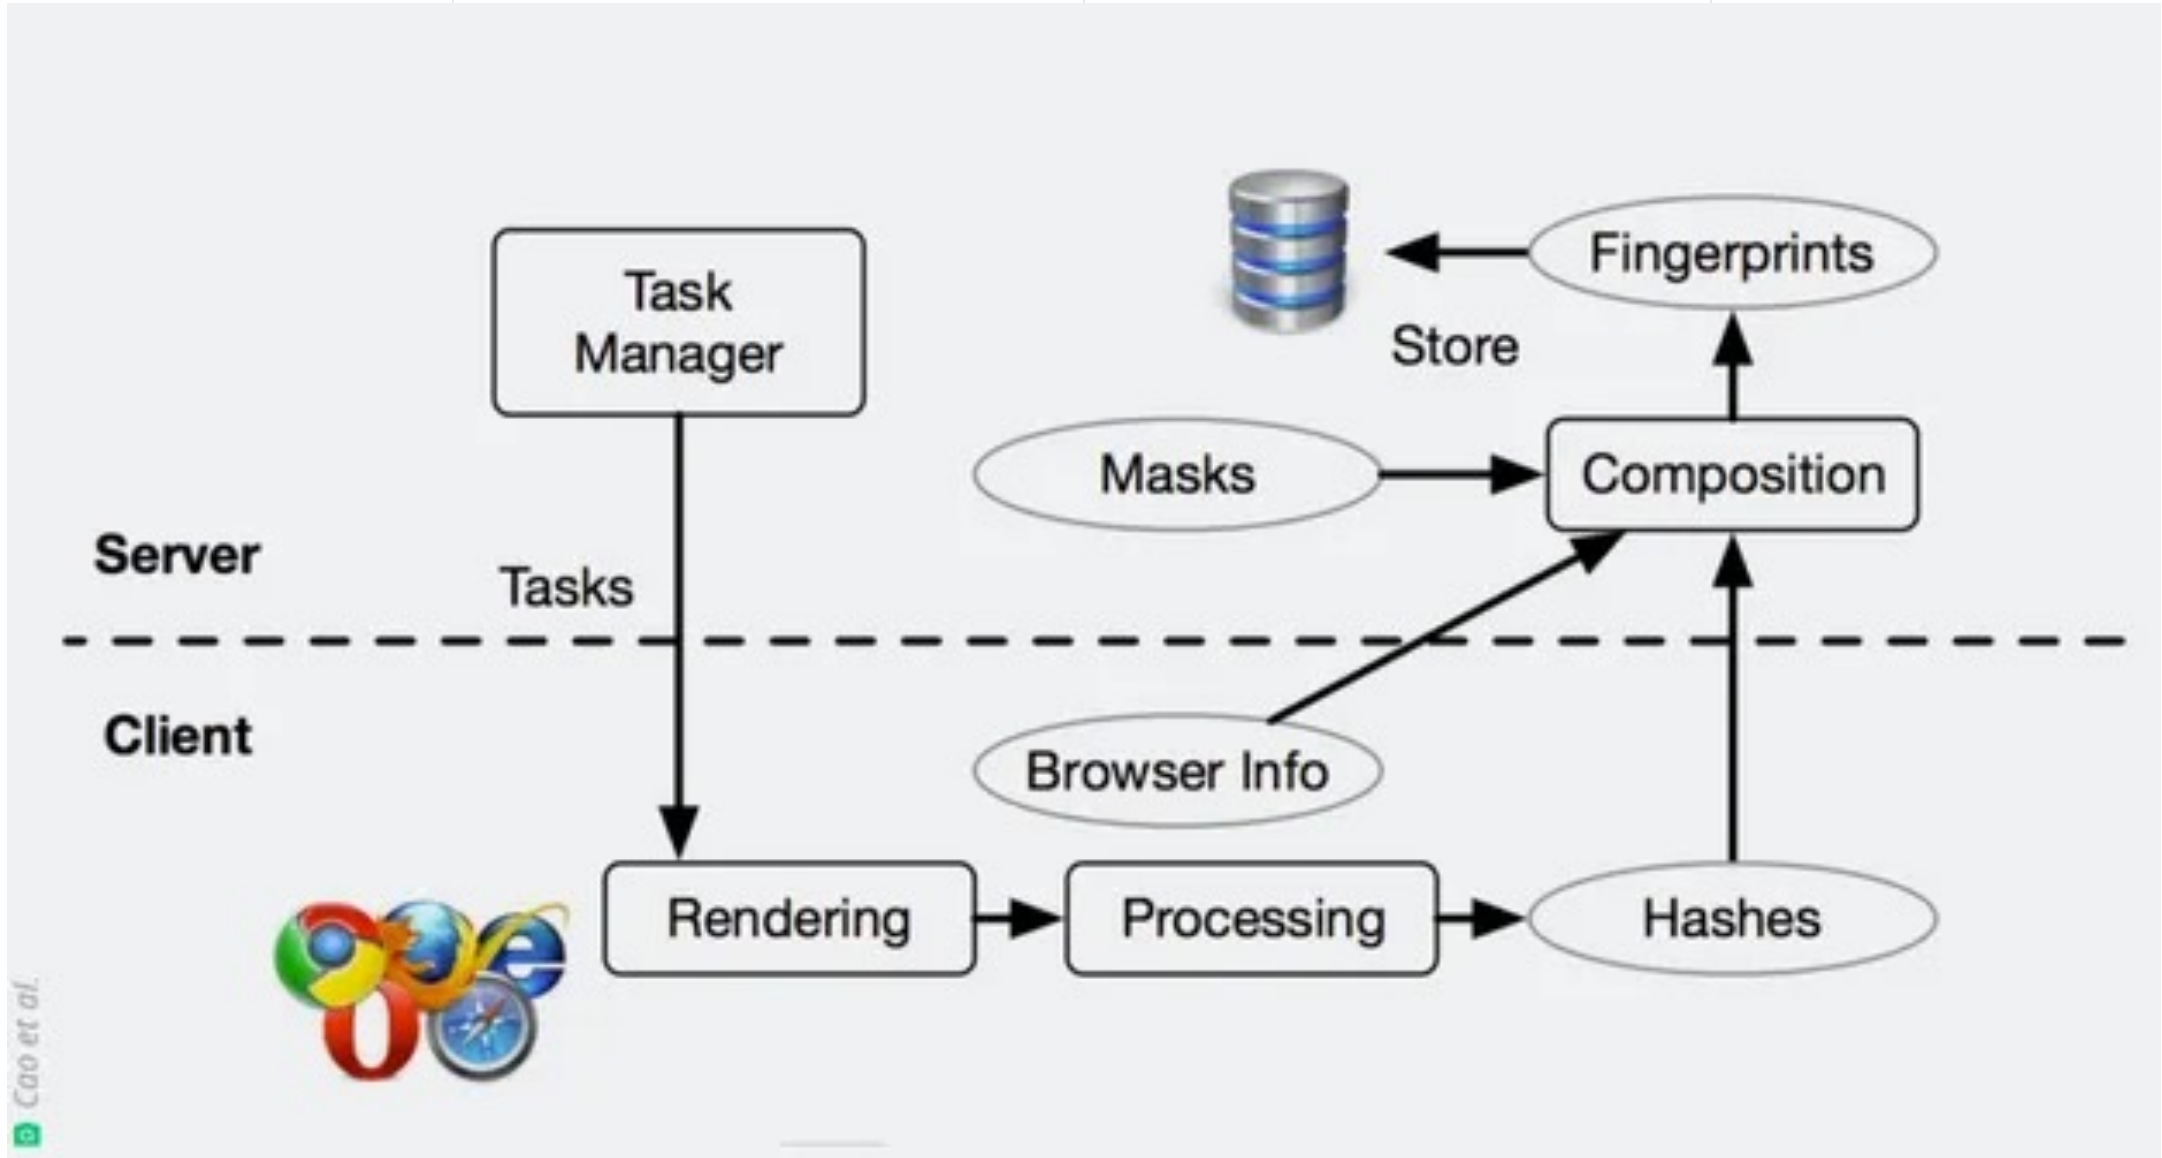 Task
Manager
Fingerprints
Store
Masks
Composition
Server
Tasks
Client
Browser Info
Rendering
Processing
Hashes
Cao et al.